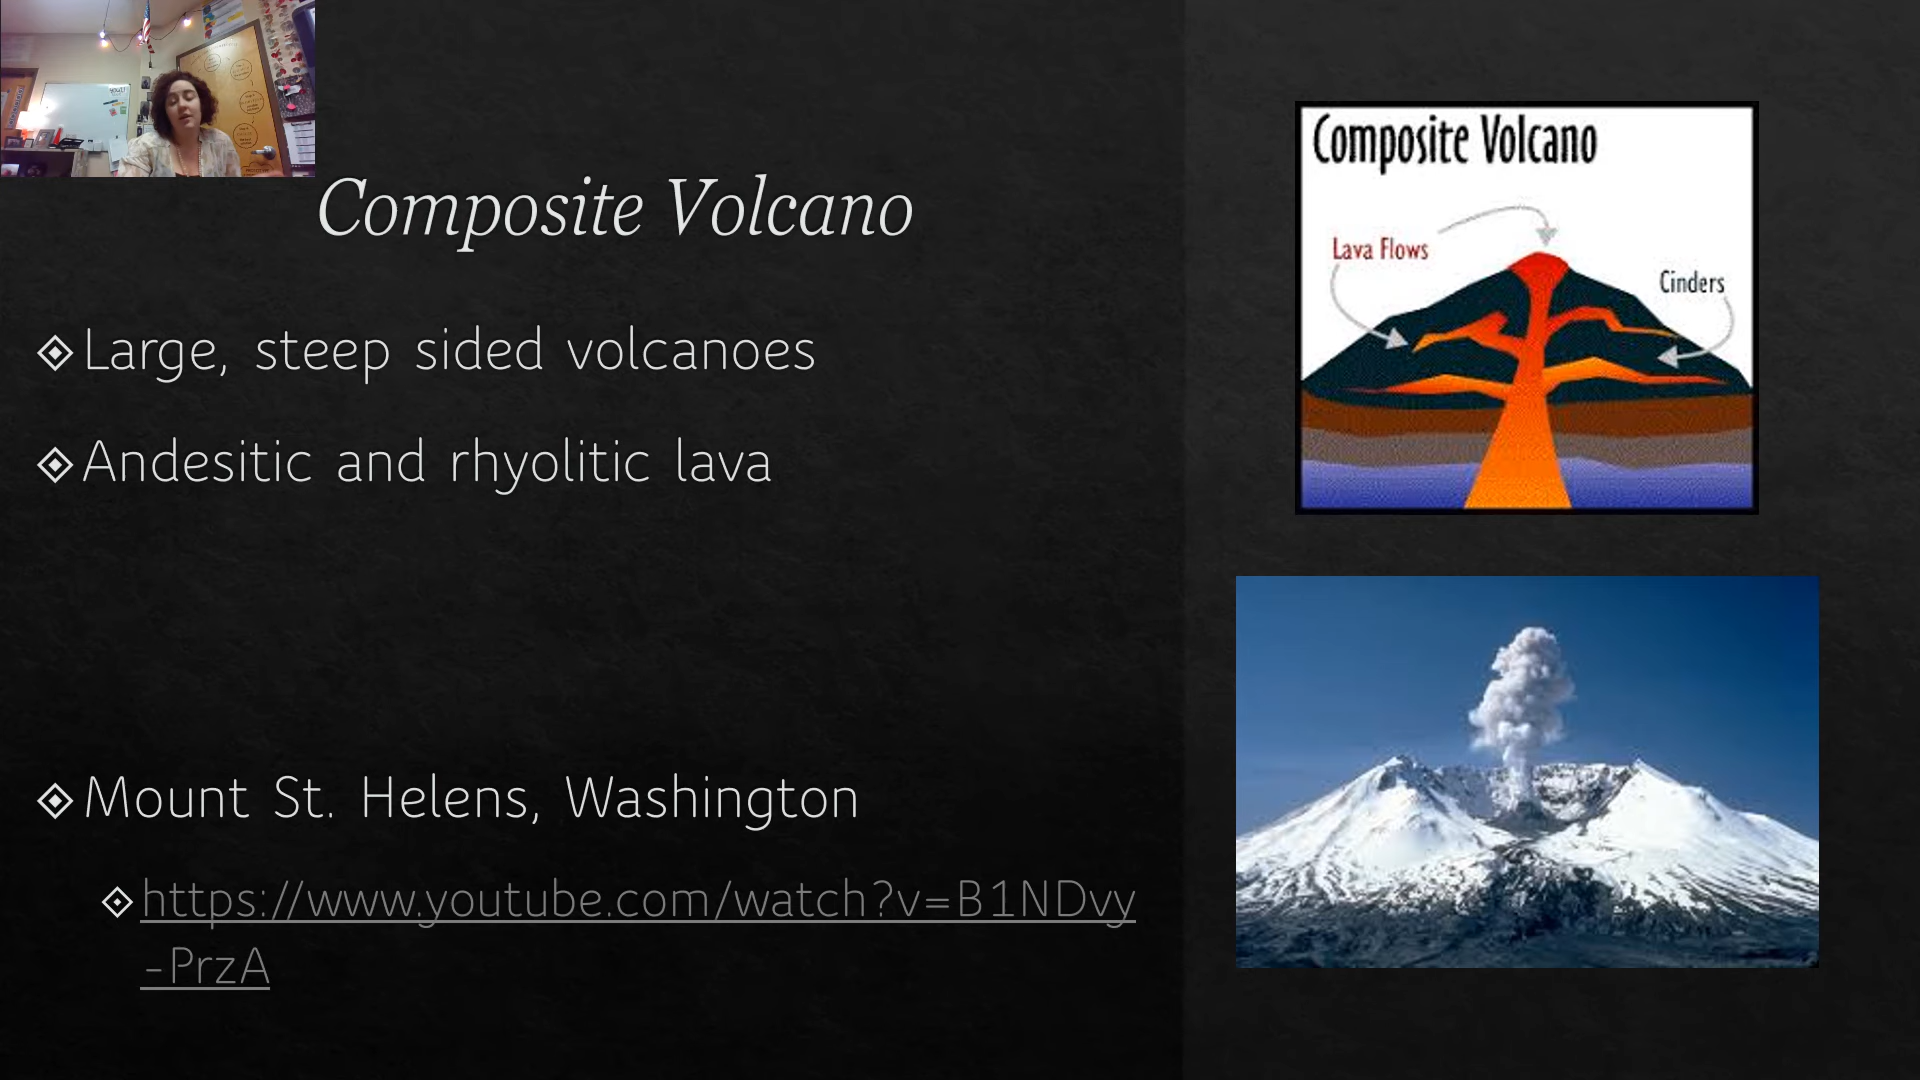 Composite Volcano
Large, steep sided volcanoes
Andesitic and rhyolitic lava
Mount St. Helens, Washington
https://www.youtube.com/watch?v=B1NDvy
-PrzA
Composite Volcano
Lava Flows
Cinders